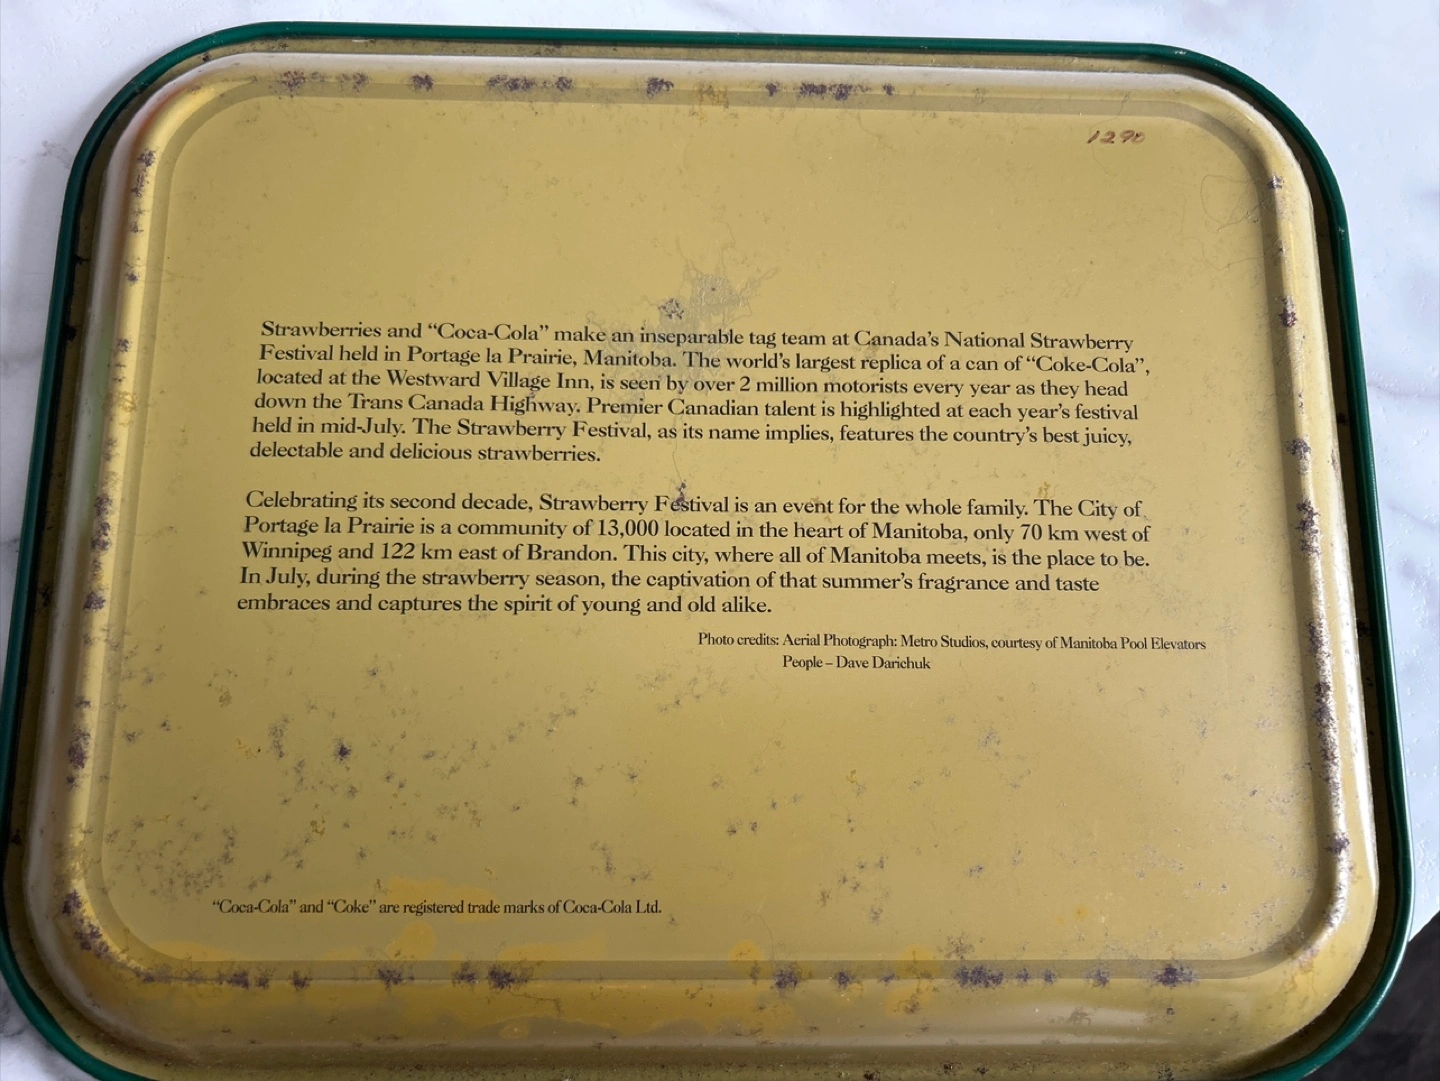 1290
Strawberries and “Coca-Cola” make an inseparable tag team at Canada’s National Strawberry
Festival held in Portage la Prairie, Manitoba. The world’s largest replica of a can of “Coke-Cola”,
located at the Westward Village Inn, is seen by over 2 million motorists every year as they head
down the Trans Canada Highway. Premier Canadian talent is highlighted at each year’s festival
held in mid-July. The Strawberry Festival, as its name implies, features the country’s best juicy,
delectable and delicious strawberries.
Celebrating its second decade, Strawberry Festival is an event for the whole family. The City of
Portage la Prairie is a community of 13,000 located in the heart of Manitoba, only 70 km west of
Winnipeg and 122 km east of Brandon. This city, where all of Manitoba meets, is the place to be.
In July, during the strawberry season, the captivation of that summer’s fragrance and taste
embraces and captures the spirit of young and old alike.
Photo credits: Aerial Photograph: Metro Studios, courtesy of Manitoba Pool Elevators
People – Dave Darichuk
“Coca-Cola” and “Coke” are registered trade marks of Coca-Cola Ltd.